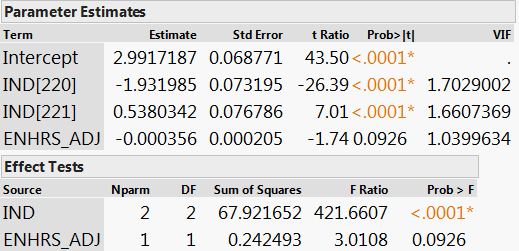 Parameter Estimates
Term Estimate Std Error t Ratio Prob>|t| VIF
Intercept 2.9917187 0.068771 43.50 <.0001* .
IND[220] -1.931985 0.073195 -26.39 <.0001* 1.7029002
IND[221] 0.5380342 0.076786 7.01 <.0001* 1.6607369
ENHRS_ADJ -0.000356 0.000205 -1.74 0.0926 1.0399634
Effect Tests
Source Nparm DF Sum of Squares F Ratio Prob > F
IND 2 2 67.921652 421.6607 <.0001*
ENHRS_ADJ 1 1 0.242493 3.0108 0.0926